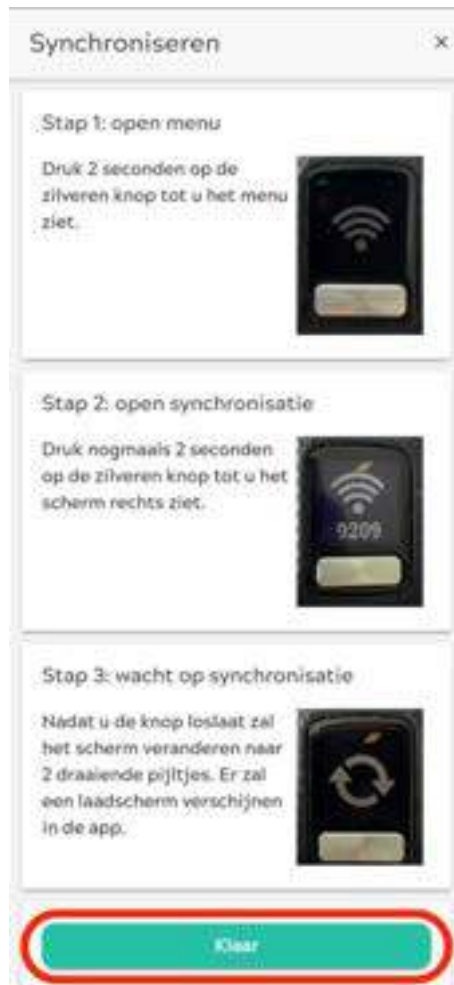 Synchroniseren ×
Stap 1: open menu
Druk 2 seconden op de
zilveren knop tot u het menu
ziet.
Stap 2: open synchronisatie
Druk nogmaals 2 seconden
op de zilveren knop tot u het
scherm rechts ziet.
9209
Stap 3: wacht op synchronisatie
Nadat u de knop loslaat zal
het scherm veranderen naar
2 draaiende pijltjes. Er zal
een laadscherm verschijnen
in de app.
Klaar